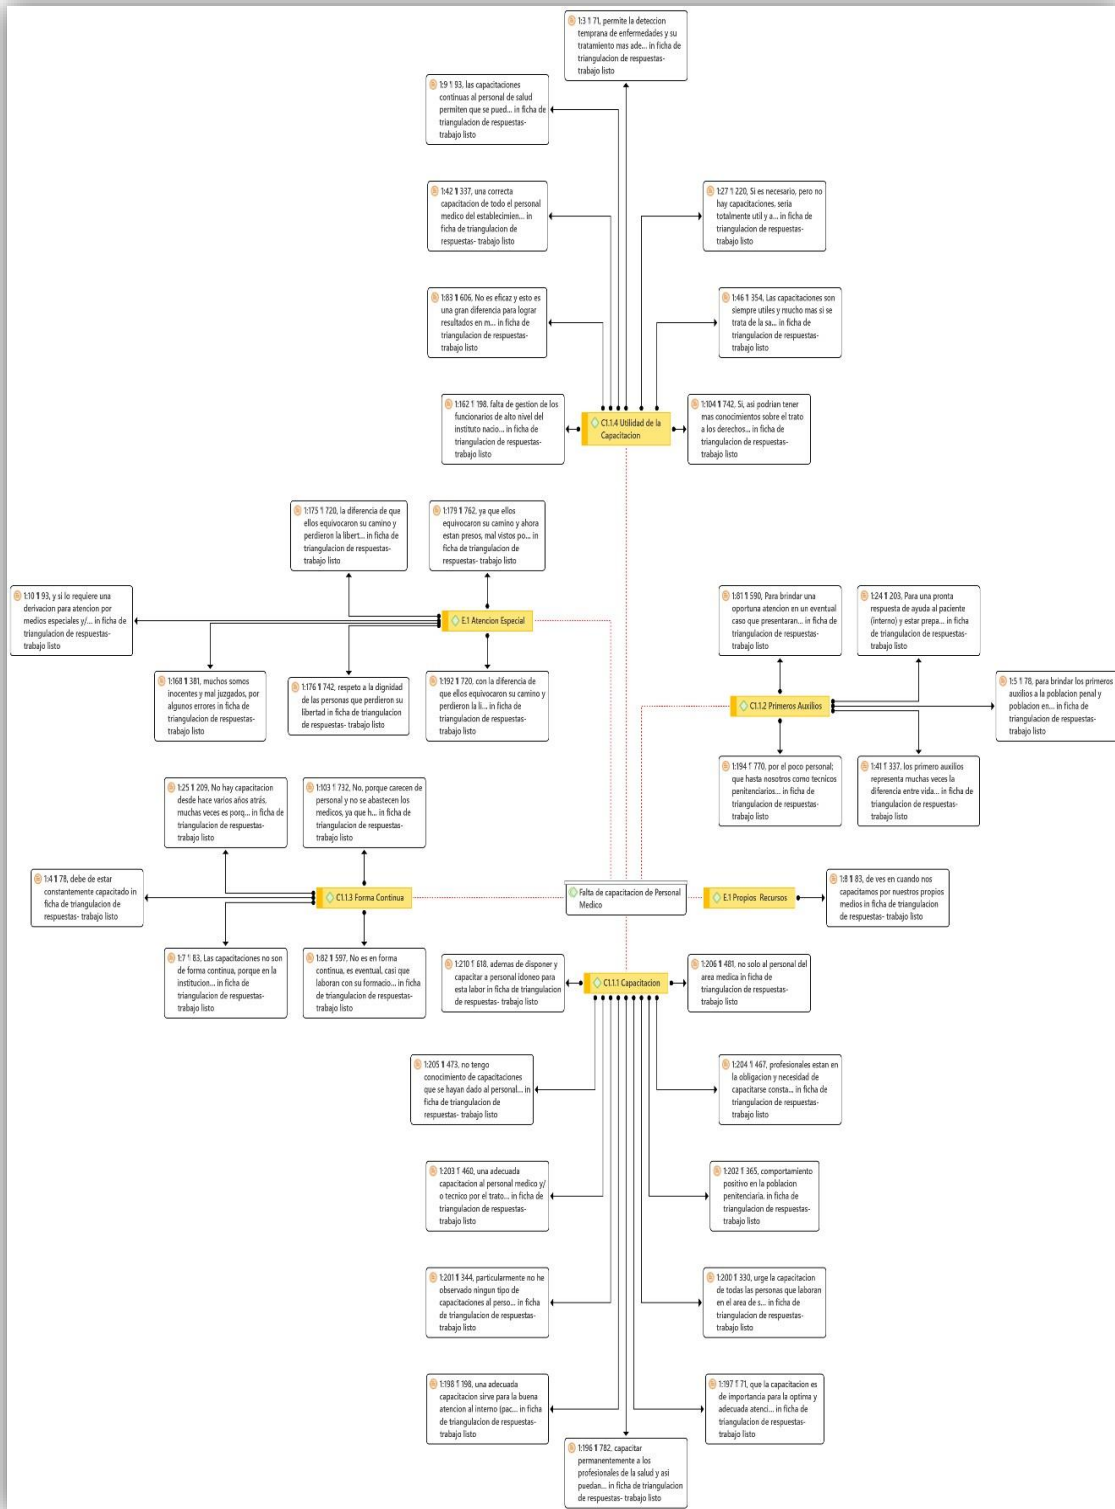 1:3 ¶ 71, permite la deteccion
temprana de enfermedades y su
tratamiento mas ade... in ficha de
triangulacion de respuestas-
trabajo listo
1:9 ¶ 93, las capacitaciones
continuas al personal de salud
permiten que se pued... in ficha de
triangulacion de respuestas-
trabajo listo
1:42 ¶ 337, una correcta
capacitacion de todo el personal
medico del establecimien... in
ficha de triangulacion de
respuestas- trabajo listo
1:27 ¶ 220, Si es necesario, pero no
hay capacitaciones, seria
totalmente util y a... in ficha de
triangulacion de respuestas-
trabajo listo
1:83 ¶ 606, No es eficaz y esto es
una gran diferencia para lograr
resultados en m... in ficha de
triangulacion de respuestas-
trabajo listo
1:46 ¶ 354, Las capacitaciones son
siempre utiles y mucho mas si se
trata de la sa... in ficha de
triangulacion de respuestas-
trabajo listo
1:162 ¶ 198, falta de gestion de los
funcionarios de alto nivel del
instituto nacio... in ficha de
triangulacion de respuestas-
trabajo listo
C1.1.4 Utilidad de la
Capacitacion
1:104 ¶ 742, Si, asi podrian tener
mas conocimientos sobre el trato
a los derechos... in ficha de
triangulacion de respuestas-
trabajo listo
1:175 ¶ 720, la diferencia de que
ellos equivocaron su camino y
perdieron la libert... in ficha de
triangulacion de respuestas-
trabajo listo
1:179 ¶ 762, ya que ellos
equivocaron su camino y ahora
estan presos, mal vistos po... in
ficha de triangulacion de
respuestas- trabajo listo
1:10 ¶ 93, y si lo requiere una
derivacion para atencion por
medios especiales y/... in ficha de
triangulacion de respuestas-
trabajo listo
E.1 Atencion Especial
1:168 ¶ 381, muchos somos
inocentes y mal juzgados, por
algunos errores in ficha de
triangulacion de respuestas-
trabajo listo
1:176 ¶ 742, respeto a la dignidad
de las personas que perdieron su
libertad in ficha de triangulacion
de respuestas- trabajo listo
1:192 ¶ 720, con la diferencia de
que ellos equivocaron su camino y
perdieron la li... in ficha de
triangulacion de respuestas-
trabajo listo
1:81 ¶ 590, Para brindar una
oportuna atencion en un eventual
caso que presentaran... in ficha de
triangulacion de respuestas-
trabajo listo
1:24 ¶ 203, Para una pronta
respuesta de ayuda al paciente
(interno) y estar prepa... in ficha de
triangulacion de respuestas-
trabajo listo
C1.1.2 Primeros Auxilios
1:5 ¶ 78, para brindar los primeros
auxilios a la poblacion penal y
poblacion en... in ficha de
triangulacion de respuestas-
trabajo listo
1:194 ¶ 770, por el poco personal;
que hasta nosotros como tecnicos
penitenciarios... in ficha de
triangulacion de respuestas-
trabajo listo
1:41 ¶ 337, los primero auxilios
representa muchas veces la
diferencia entre vida... in ficha de
triangulacion de respuestas-
trabajo listo
1:25 ¶ 209, No hay capacitacion
desde hace varios años atrás,
muchas veces es porq... in ficha de
triangulacion de respuestas-
trabajo listo
1:103 ¶ 732, No, porque carecen de
personal y no se abastecen los
medicos, ya que h... in ficha de
triangulacion de respuestas-
trabajo listo
1:4 ¶ 78, debe de estar
constantemente capacitado in
ficha de triangulacion de
respuestas- trabajo listo
C1.1.3 Forma Continua
Falta de capacitacion de Personal
Medico
E.1 Propios Recursos
1:8 ¶ 83, de ves en cuando nos
capacitamos por nuestros propios
medios in ficha de triangulacion
de respuestas- trabajo listo
1:7 ¶ 83, Las capacitaciones no son
de forma continua, porque en la
institucion... in ficha de
triangulacion de respuestas-
trabajo listo
1:82 ¶ 597, No es en forma
continua, es eventual, casi que
laboran con su formacio... in ficha
de triangulacion de respuestas-
trabajo listo
1:210 ¶ 618, ademas de disponer y
capacitar a personal idoneo para
esta labor in ficha de triangulacion
de respuestas- trabajo listo
C1.1.1 Capacitacion
1:206 ¶ 481, no solo al personal del
area medica in ficha de
triangulacion de respuestas-
trabajo listo
1:205 ¶ 473, no tengo
conocimiento de capacitaciones
que se hayan dado al personal... in
ficha de triangulacion de
respuestas- trabajo listo
1:204 ¶ 467, profesionales estan en
la obligacion y necesidad de
capacitarse consta... in ficha de
triangulacion de respuestas-
trabajo listo
1:203 ¶ 460, una adecuada
capacitacion al personal medico y/
o tecnico por el trato... in ficha de
triangulacion de respuestas-
trabajo listo
1:202 ¶ 365, comportamiento
positivo en la poblacion
penitenciaria. in ficha de
triangulacion de respuestas-
trabajo listo
1:201 ¶ 344, particularmente no he
observado ningun tipo de
capacitaciones al perso... in ficha
de triangulacion de respuestas-
trabajo listo
1:200 ¶ 330, urge la capacitacion
de todas las personas que laboran
en el area de s... in ficha de
triangulacion de respuestas-
trabajo listo
1:198 ¶ 198, una adecuada
capacitacion sirve para la buena
atencion al interno (pac... in ficha
de triangulacion de respuestas-
trabajo listo
1:197 ¶ 71, que la capacitacion es
de importancia para la optima y
adecuada atenci... in ficha de
triangulacion de respuestas-
trabajo listo
1:196 ¶ 782, capacitar
permanentemente a los
profesionales de la salud y asi
puedan... in ficha de triangulacion
de respuestas- trabajo listo